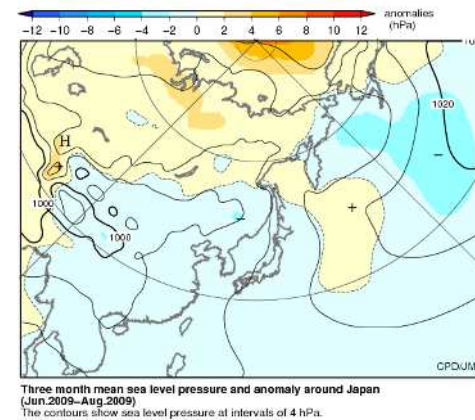 anomalies
(hPa)
−12 −10 −8 −6 −4 −2 0 2 4 6 8 10 12
1020
H
+
−
1000
+
1000
−
CPD/JM
Three month mean sea level pressure and anomaly around Japan
(Jun.2009−Aug.2009)
The contours show sea level pressure at intervals of 4 hPa.